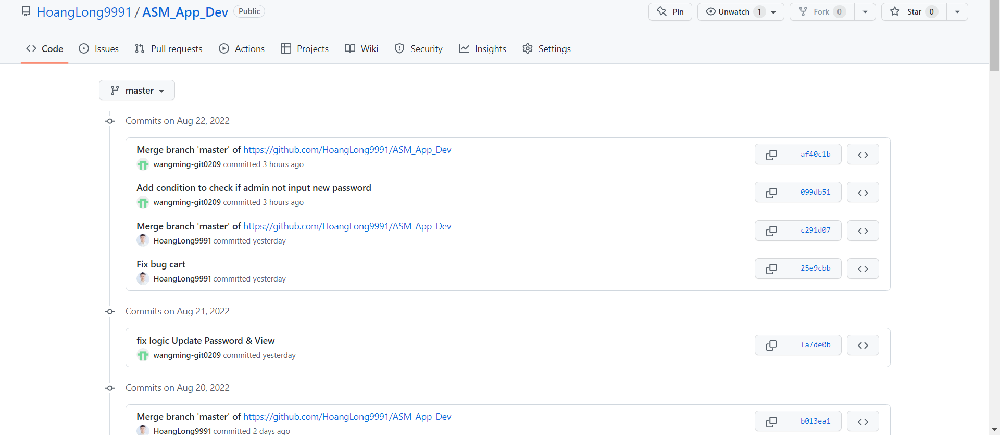 HoangLong9991 / ASM_App_Dev Public
Pin Unwatch 1 Fork 0 Star 0
Code Issues Pull requests Actions Projects Wiki Security Insights Settings
master
Commits on Aug 22, 2022
Merge branch 'master' of https://github.com/HoangLong9991/ASM_App_Dev
af40c1b
wangming-git0209 committed 3 hours ago
Add condition to check if admin not input new password
099db51
wangming-git0209 committed 3 hours ago
Merge branch 'master' of https://github.com/HoangLong9991/ASM_App_Dev
c291d07
HoangLong9991 committed yesterday
Fix bug cart
25e9cbb
HoangLong9991 committed yesterday
Commits on Aug 21, 2022
fix logic Update Password & View
fa7de0b
wangming-git0209 committed yesterday
Commits on Aug 20, 2022
Merge branch 'master' of https://github.com/HoangLong9991/ASM_App_Dev
b013ea1
HoangLong9991 committed 2 days ago